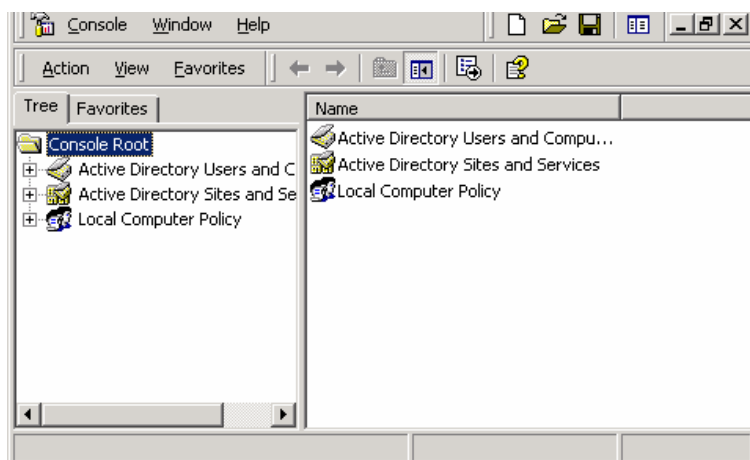 Console Window Help
Action View Favorites
Tree Favorites
Name
Console Root
Active Directory Users and C
Active Directory Sites and Se
Local Computer Policy
Active Directory Users and Compu...
Active Directory Sites and Services
Local Computer Policy